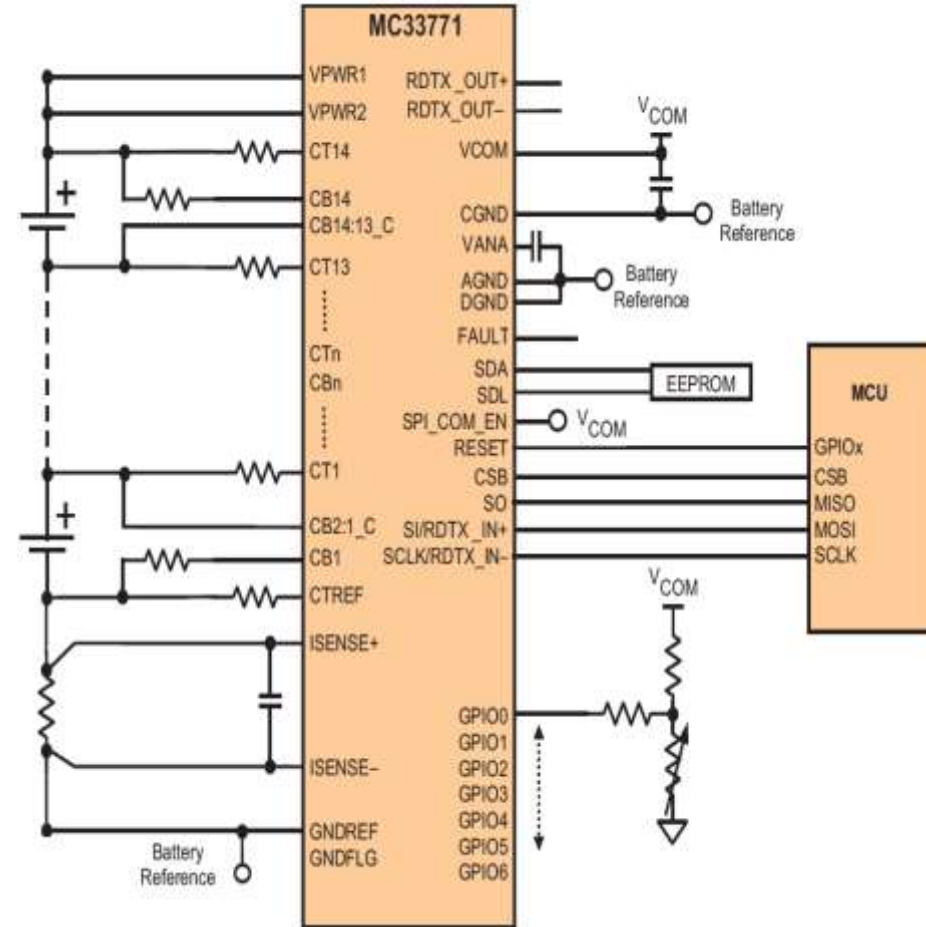 MC33771
VPWR1
VPWR2
CT14
CB14
CB14:13_C
CT13
CTn
CBn
CT1
CB2:1_C
CB1
CTREF
ISENSE+
ISENSE–
GNDREF
GNDFLG
+
+
Battery
Reference
RDTX_OUT+
RDTX_OUT–
VCOM
CGND
VANA
AGND
DGND
FAULT
SDA
SDL
SPI_COM_EN
RESET
CSB
SO
SI/RDTX_IN+
SCLK/RDTX_IN–
GPIO0
GPIO1
GPIO2
GPIO3
GPIO4
GPIO5
GPIO6
VCOM
Battery
Reference
Battery
Reference
EEPROM
VCOM
VCOM
MCU
GPIOx
CSB
MISO
MOSI
SCLK